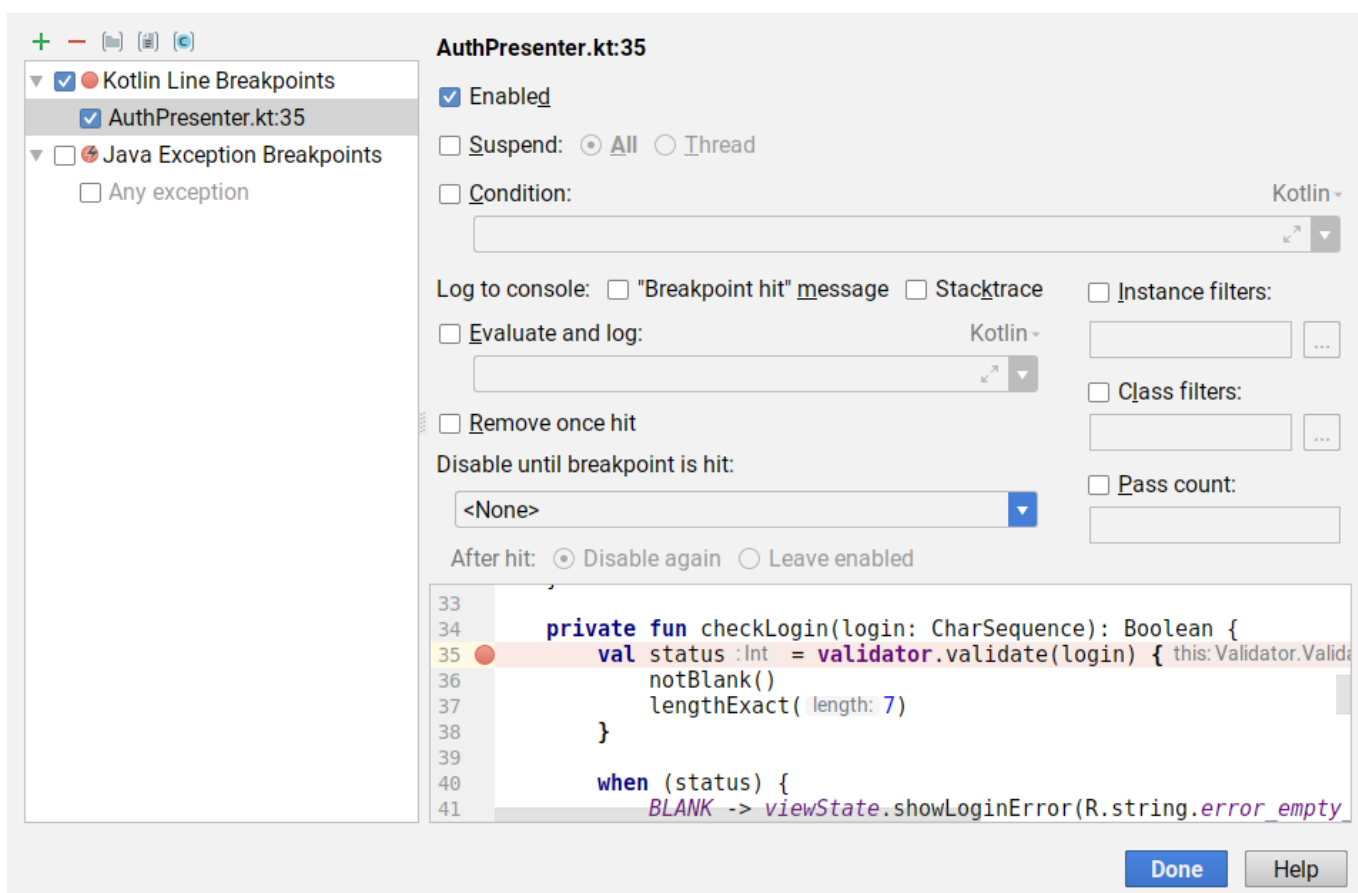 AuthPresenter.kt:35
Kotlin Line Breakpoints
AuthPresenter.kt:35
Java Exception Breakpoints
Any exception
Enabled
Suspend: All Thread
Condition: Kotlin
Log to console: "Breakpoint hit" message Stacktrace
Instance filters:
Evaluate and log: Kotlin
...
Class filters:
Remove once hit
...
Disable until breakpoint is hit:
Pass count:
<None>
After hit: Disable again Leave enabled
33
34 private fun checkLogin(login: CharSequence): Boolean {
35 val status :Int = validator.validate(login) { this: Validator.Valida
36 notBlank()
37 lengthExact( length: 7)
38 }
39
40 when (status) {
41 BLANK -> viewState.showLoginError(R.string.error_empty_
Done Help